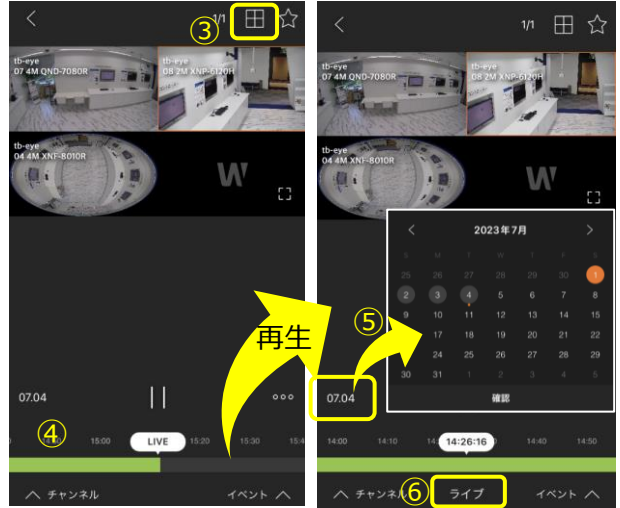 ③
1/1
tb-eye
07 4M QND-7080R
tb-eye
08 2M XNP-6120H
tb-eye
04 4M XNF-8010R
W
再生
07.04
④
15:00
LIVE
15:20
15:30
チャンネル
イベント
1/1
tb-eye
07 4M QND-7080R
tb-eye
08 2M XNP-6120H
tb-eye
04 4M XNF-8010R
W
2023年7月
S M T W T F S
25 26 27 28 29 30 1
2 3 4 5 6 7 8
9 10 11 12 13 14 15
17 18 19 20 21 22
24 25 26 27 28 29
30 31 1 2 3 4 5
確認
⑤
07.04
14:00
14:10
14:26:16
14:40
14:50
チャンネル
⑥
ライブ
イベント